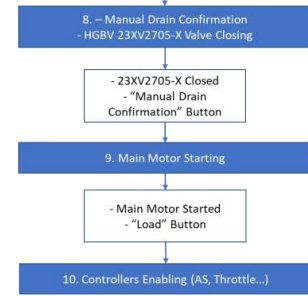 8. – Manual Drain Confirmation
- HGBV 23XV2705-X Valve Closing
- 23XV2705-X Closed
- “Manual Drain
Confirmation” Button
9. Main Motor Starting
- Main Motor Started
- “Load” Button
10. Controllers Enabling (AS, Throttle…)